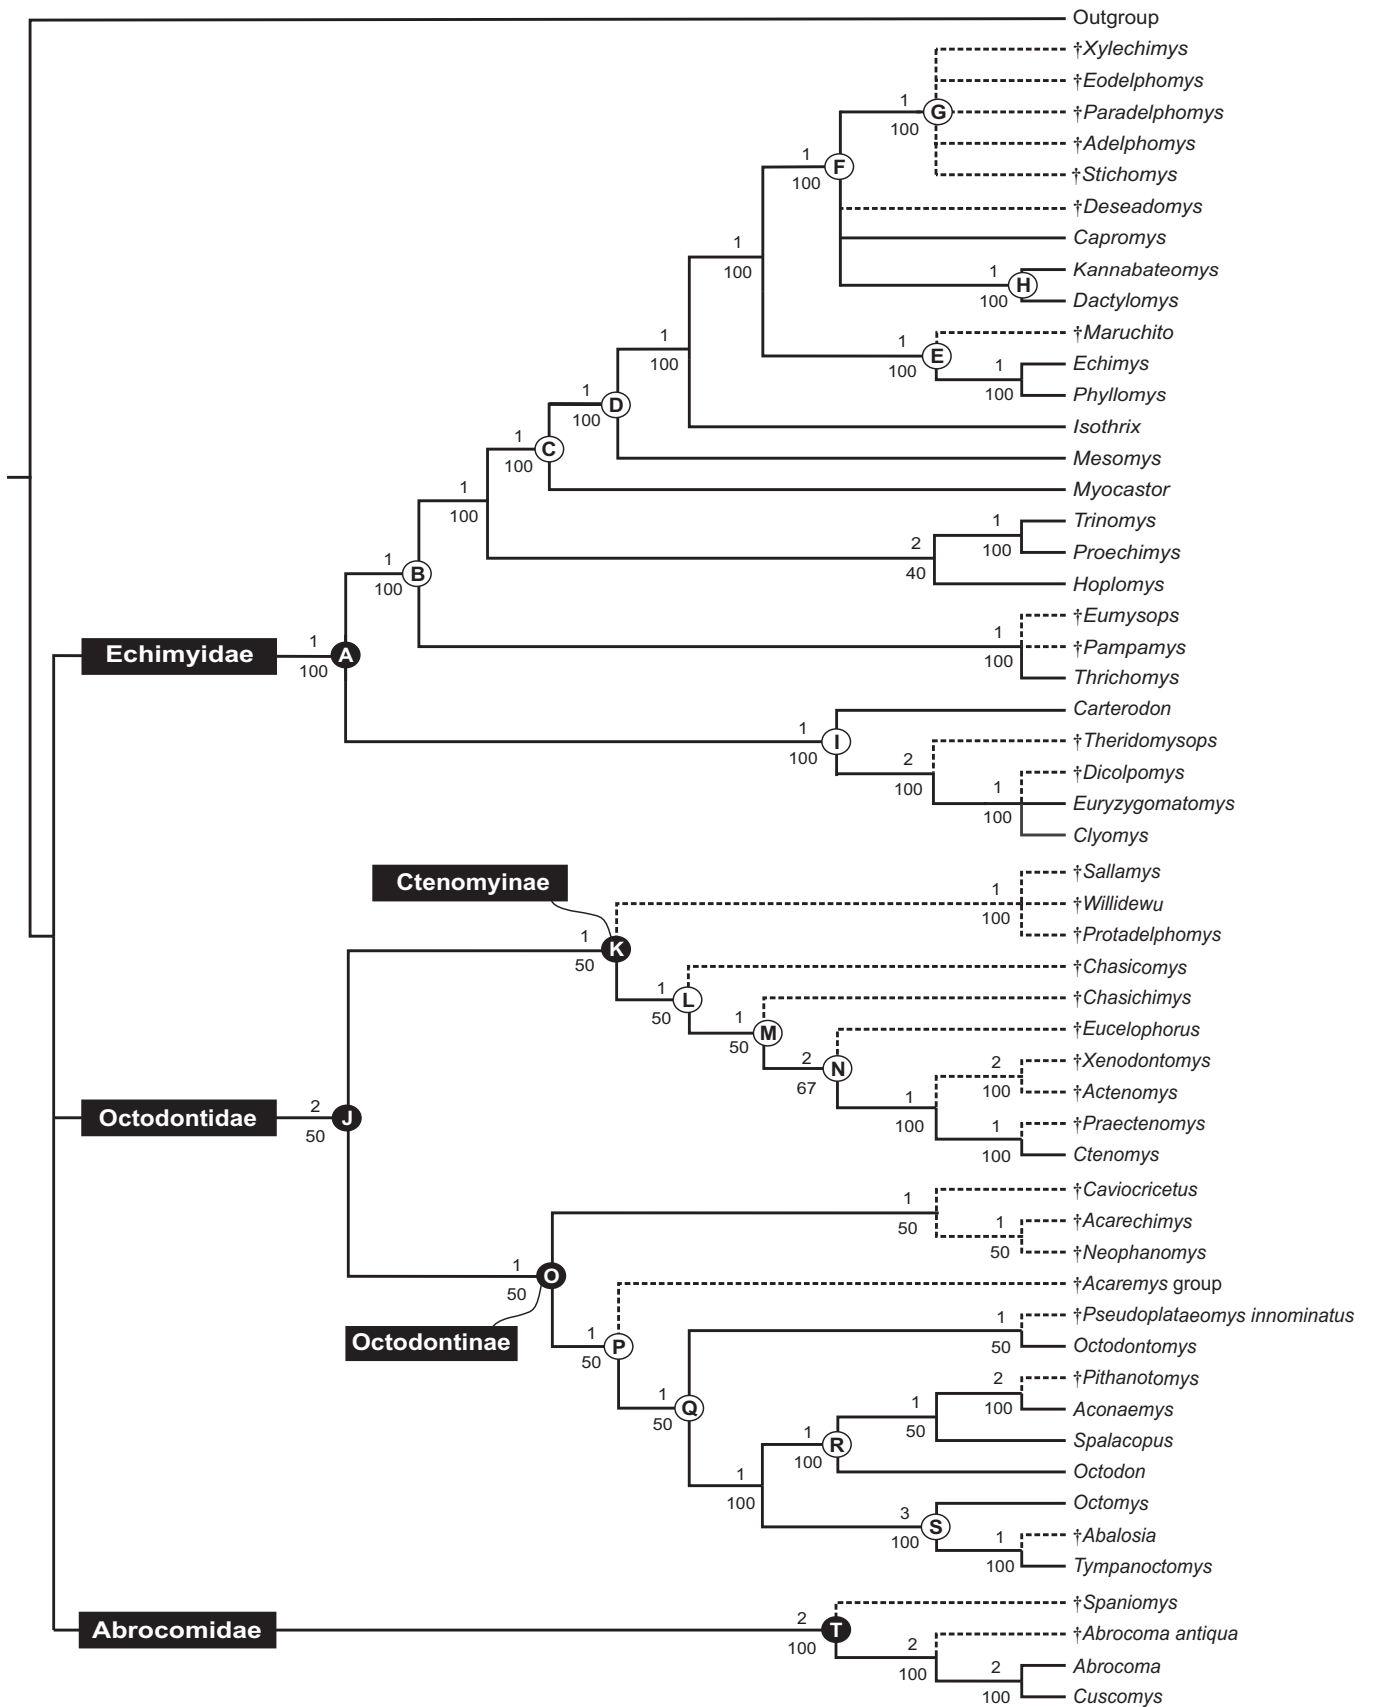 Outgroup
†Xylechimys
†Eodelphomys
1
G
†Paradelphomys
100
†Adelphomys
1
F
100
†Stichomys
†Deseadomys
1
Capromys
100
1
H
100
Kannabateomys
Dactylomys
1
100
1
E
100
†Maruchito
1
100
Echimys
Phyllomys
1
D
100
Isothrix
1
C
100
Mesomys
1
100
Myocastor
2
40
1
100
Trinomys
Proechimys
Hoplomys
1
B
100
†Eumysops
1
100
†Pampamys
Thrichomys
Echimyidae
1
A
100
Carterodon
1
I
100
†Theridomysops
2
100
†Dicolpomys
1
100
Euryzygomatomys
Clyomys
Ctenomyinae
†Sallamys
1
100
†Willidewu
†Protadelphomys
1
K
50
†Chasicomys
1
L
50
†Chasichimys
1
M
50
†Eucelophorus
2
N
67
†Xenodontomys
2
100
†Actenomys
1
100
†Praectenomys
1
100
Ctenomys
Octodontidae
2
J
50
†Caviocricetus
1
50
†Acarechimys
1
50
†Neophanomys
1
O
50
†Acaremys group
Octodontinae
1
P
50
†Pseudoplataeomys innominatus
1
50
Octodontomys
†Pithanotomys
2
100
Aconaemys
1
Q
50
1
50
Spalacopus
1
R
100
Octodon
1
100
Octomys
3
S
100
†Abalosia
1
100
Tympanoctomys
†Spaniomys
Abrocomidae
2
T
100
†Abrocoma antiqua
2
100
Abrocoma
2
100
Cuscomys